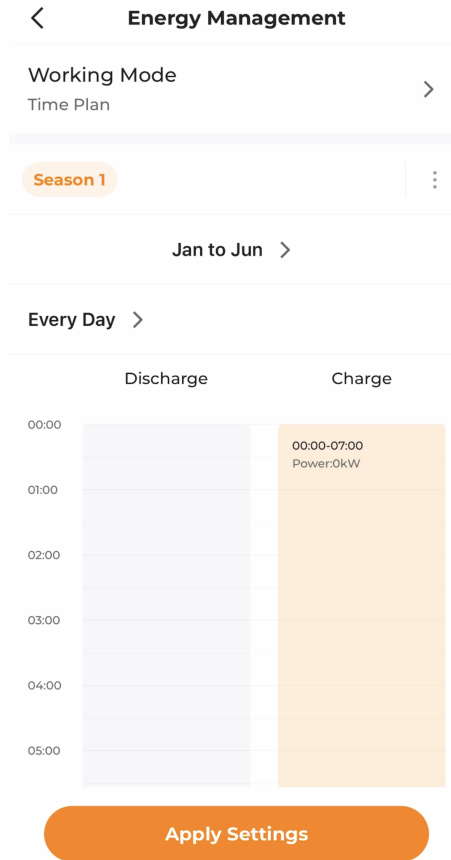 Energy Management
Working Mode
Time Plan
Season 1
Jan to Jun
Every Day
Discharge Charge
00:00
00:00-07:00
Power:0kW
01:00
02:00
03:00
04:00
05:00
Apply Settings